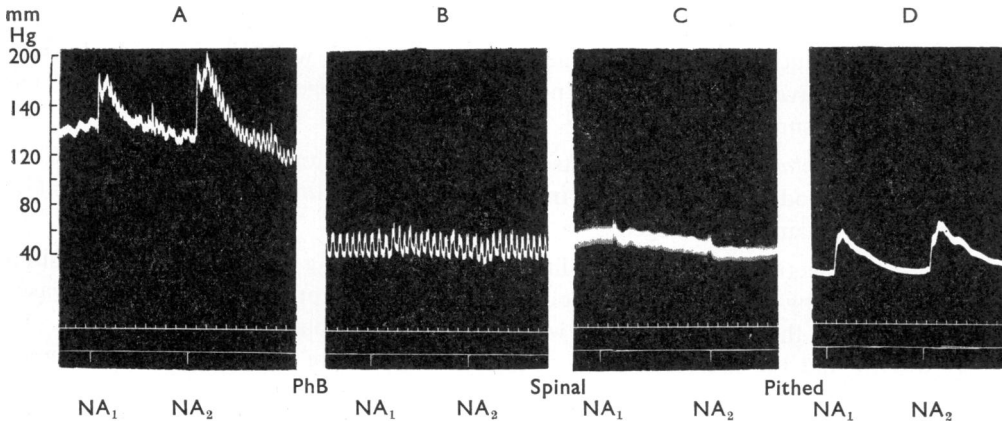 mm
Hg
A B C D
200
140
120
80
40
PhB Spinal Pithed
NA₁ NA₂ NA₁ NA₂ NA₁ NA₂ NA₁ NA₂